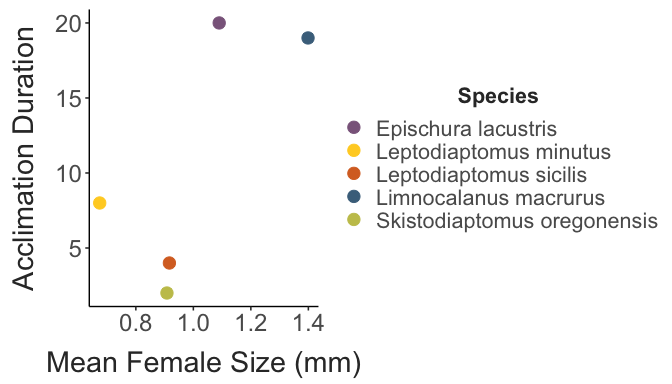 Acclimation Duration
20
15
10
5
0.8 1.0 1.2 1.4
Mean Female Size (mm)
Species
Epischura lacustris
Leptodiaptomus minutus
Leptodiaptomus sicilis
Limnocalanus macrurus
Skistodiaptomus oregonensis